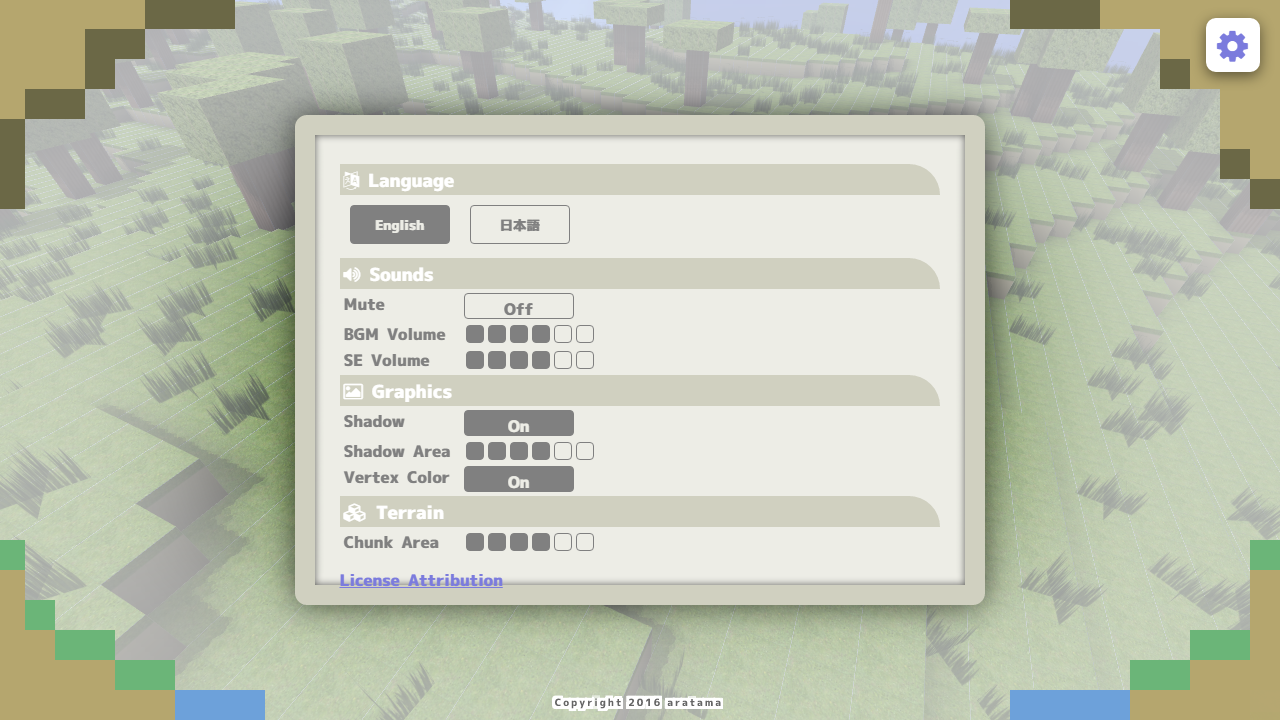 Language
English 日本語
Sounds
Mute Off
BGM Volume
SE Volume
Graphics
Shadow On
Shadow Area
Vertex Color On
Terrain
Chunk Area
License Attribution
Copyright 2016 aratama